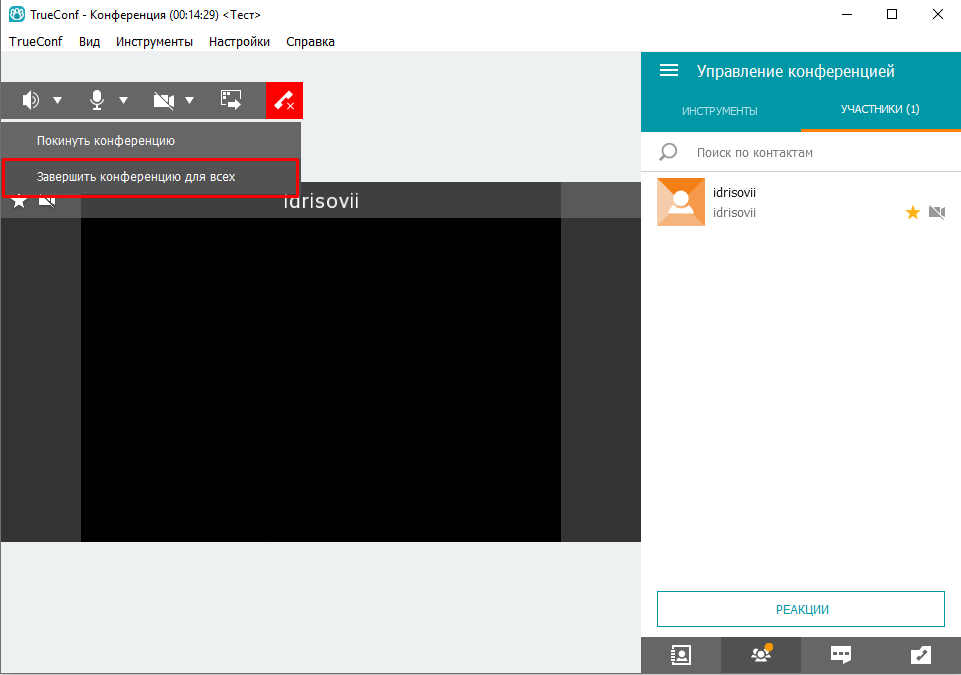 TrueConf - Конференция (00:14:29) <Тест>
TrueConf Вид Инструменты Настройки Справка
Покинуть конференцию
Завершить конференцию для всех
idrisovii
Управление конференцией
ИНСТРУМЕНТЫ УЧАСТНИКИ (1)
Поиск по контактам
idrisovii
idrisovii
РЕАКЦИИ